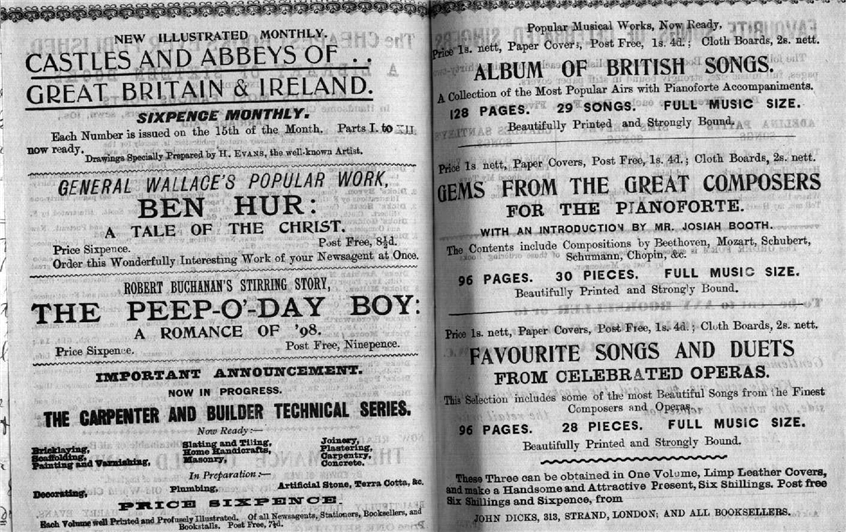 NEW ILLUSTRATED MONTHLY.
CASTLES AND ABBEYS OF . .
GREAT BRITAIN & IRELAND.
SIXPENCE MONTHLY.
Each Number is issued on the 15th of the Month. Parts I. to XII
now ready.
Drawings Specially Prepared by H. EVANS, the well-known Artist.
GENERAL WALLACE'S POPULAR WORK,
BEN HUR:
A TALE OF THE CHRIST.
Price Sixpence. Post Free, 8½d.
Order this Wonderfully Interesting Work of your Newsagent at Once.
ROBERT BUCHANAN'S STIRRING STORY,
THE PEEP-O'-DAY BOY:
A ROMANCE OF '98.
Price Sixpence. Post Free, Ninepence.
IMPORTANT ANNOUNCEMENT.
NOW IN PROGRESS.
THE CARPENTER AND BUILDER TECHNICAL SERIES.
Now Ready:—
Bricklaying, Slating and Tiling, Joinery,
Scaffolding, Home Handicrafts, Plastering,
Painting and Varnishing, Masonry, Carpentry,
Concrete.
In Preparation:—
Decorating, Plumbing, Artificial Stone, Terra Cotta, &c.
PRICE SIXPENCE.
Each Volume well Printed and Profusely Illustrated. Of all Newsagents, Stationers, Booksellers, and
Bookstalls. Post Free, 7½d.
Popular Musical Works, Now Ready.
Price 1s. nett, Paper Covers, Post Free, 1s. 4d.; Cloth Boards, 2s. nett.
ALBUM OF BRITISH SONGS.
A Collection of the Most Popular Airs with Pianoforte Accompaniments.
128 PAGES. 29 SONGS. FULL MUSIC SIZE.
Beautifully Printed and Strongly Bound.
Price 1s nett, Paper Covers, Post Free, 1s. 4d.; Cloth Boards, 2s. nett.
GEMS FROM THE GREAT COMPOSERS
FOR THE PIANOFORTE.
WITH AN INTRODUCTION BY MR. JOSIAH BOOTH.
The Contents include Compositions by Beethoven, Mozart, Schubert,
Schumann, Chopin, &c.
96 PAGES. 30 PIECES. FULL MUSIC SIZE.
Beautifully Printed and Strongly Bound.
Price 1s. nett, Paper Covers, Post Free, 1s. 4d.; Cloth Boards, 2s. nett.
FAVOURITE SONGS AND DUETS
FROM CELEBRATED OPERAS.
This Selection includes some of the most Beautiful Songs from the Finest
Composers and Operas.
96 PAGES. 28 PIECES. FULL MUSIC SIZE.
Beautifully Printed and Strongly Bound.
These Three can be obtained in One Volume, Limp Leather Covers,
and make a Handsome and Attractive Present, Six Shillings. Post free
Six Shillings and Sixpence, from
JOHN DICKS, 313, STRAND, LONDON; AND ALL BOOKSELLERS.